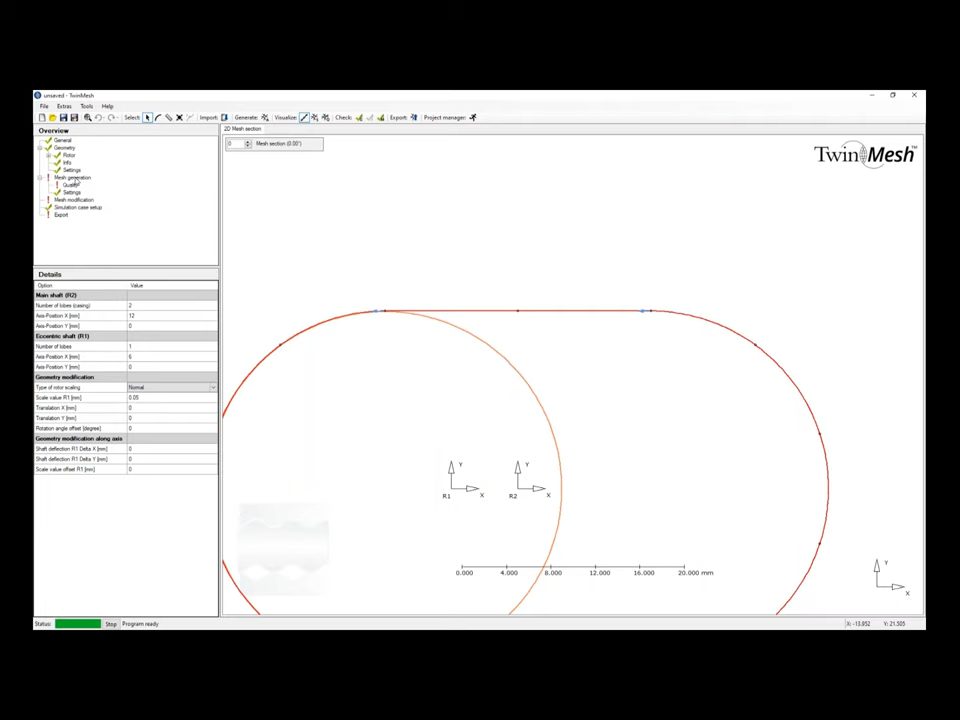 unsaved - TwinMesh
File Extras Tools Help
Select: Import: Generate: Visualize: Check: Export: Project manager:
Overview
General
Geometry
Rotor
Info
Settings
Mesh generation
Quality
Settings
Mesh modification
Simulation case setup
Export
2D Mesh section
0 Mesh section (0.00°)
TwinMesh™
Details
Option Value
Main shaft (R2)
Number of lobes (casing) 2
Axis-Position X [mm] 12
Axis-Position Y [mm] 0
Eccentric shaft (R1)
Number of lobes 1
Axis-Position X [mm] 6
Axis-Position Y [mm] 0
Geometry modification
Type of rotor scaling Normal
Scale value R1 [mm] 0.05
Translation X [mm] 0
Translation Y [mm] 0
Rotation angle offset [degree] 0
Geometry modification along axis
Shaft deflection R1 Delta X [mm] 0
Shaft deflection R1 Delta Y [mm] 0
Scale value offset R1 [mm] 0
Y Y
R1 X R2 X
0.000 4.000 8.000 12.000 16.000 20.000 mm
Y
X
Status: Stop Program ready X: -13.952 Y: 21.505